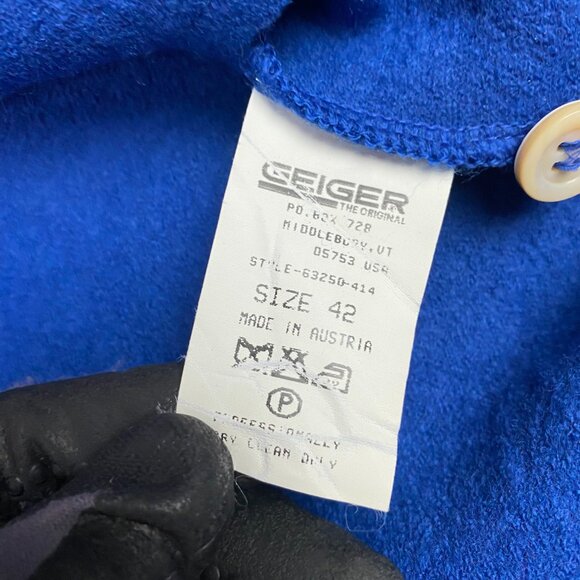 GEIGER
THE ORIGINAL
PO.BOX 728
MIDDLEBURY,VT
05753 USA
STYLE-63250-414
SIZE 42
MADE IN AUSTRIA
P
PROFESSIONALLY
DRY CLEAN ONLY